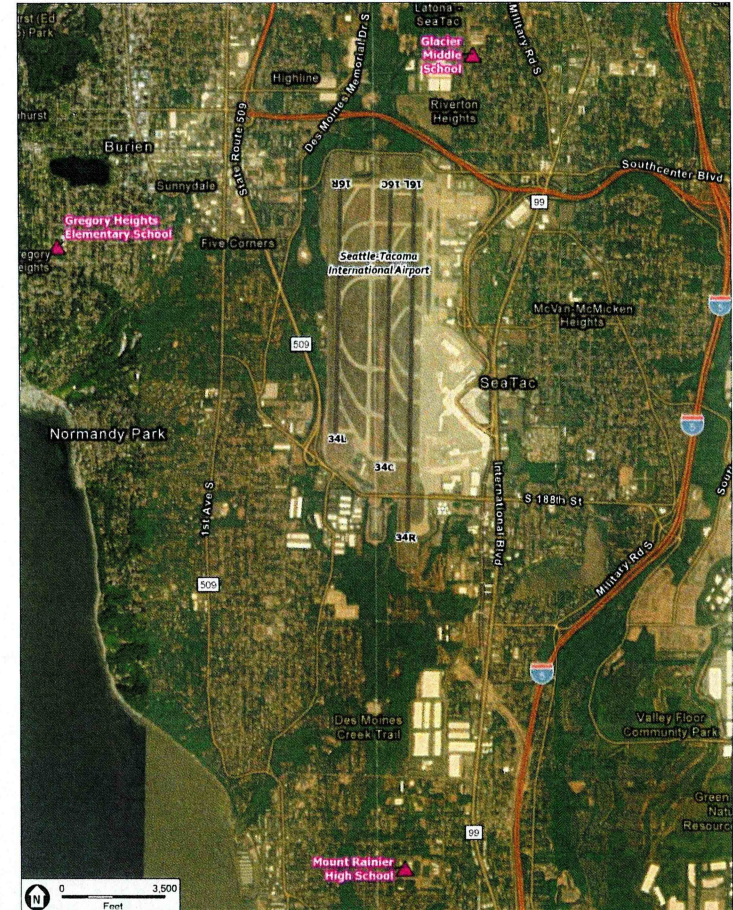 Latona -
SeaTac
Military Rd S
Glacier
Middle
School
Des Moines Memorial Dr S
Highline
Riverton
Heights
State Route 509
Burien
Southcenter Blvd
Sunnydale
16R
16C
16L
99
Gregory Heights
Elementary School
Five Corners
Seattle-Tacoma
International Airport
McVan-McMicken
Heights
5
509
SeaTac
5
Normandy Park
34L
34C
International Blvd
S 188th St
1st Ave S
34R
Military Rd S
509
5
Des Moines
Creek Trail
Valley Floor
Community Park
Green
99
Mount Rainier
High School
N
0 3,500
Feet